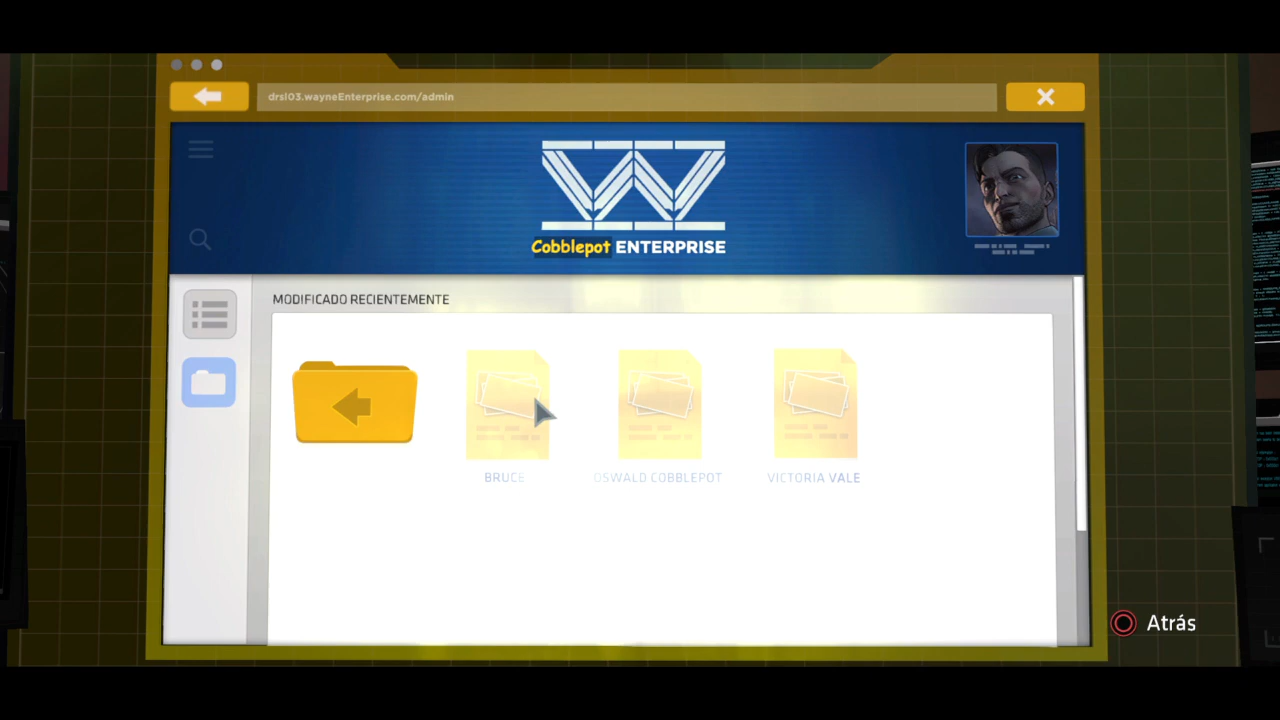 drsl03.wayneEnterprise.com/admin
Cobblepot ENTERPRISE
MODIFICADO RECIENTEMENTE
BRUCE
OSWALD COBBLEPOT
VICTORIA VALE
Atrás